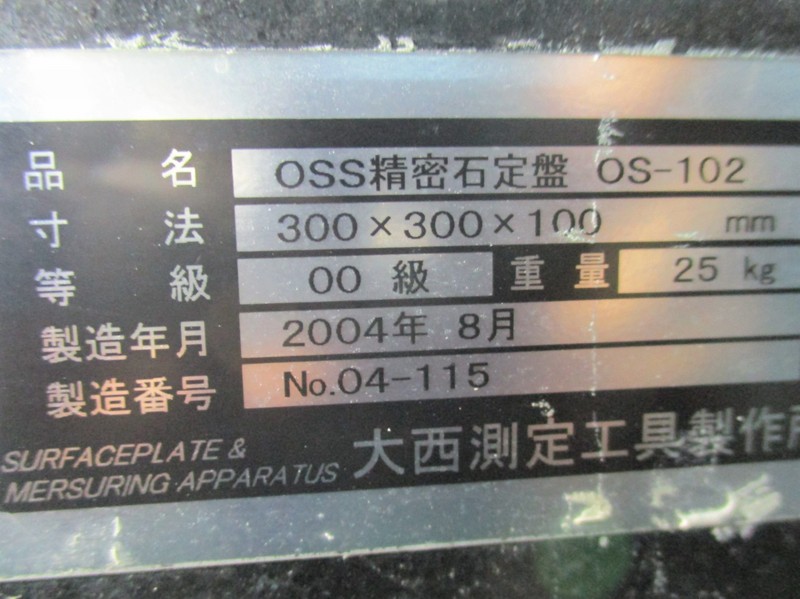 品名 OSS精密石定盤 OS-102
寸法 300×300×100 mm
等級 00 級 重量 25 kg
製造年月 2004年 8月
製造番号 No.04-115
SURFACEPLATE &
MERSURING APPARATUS 大西測定工具製作所